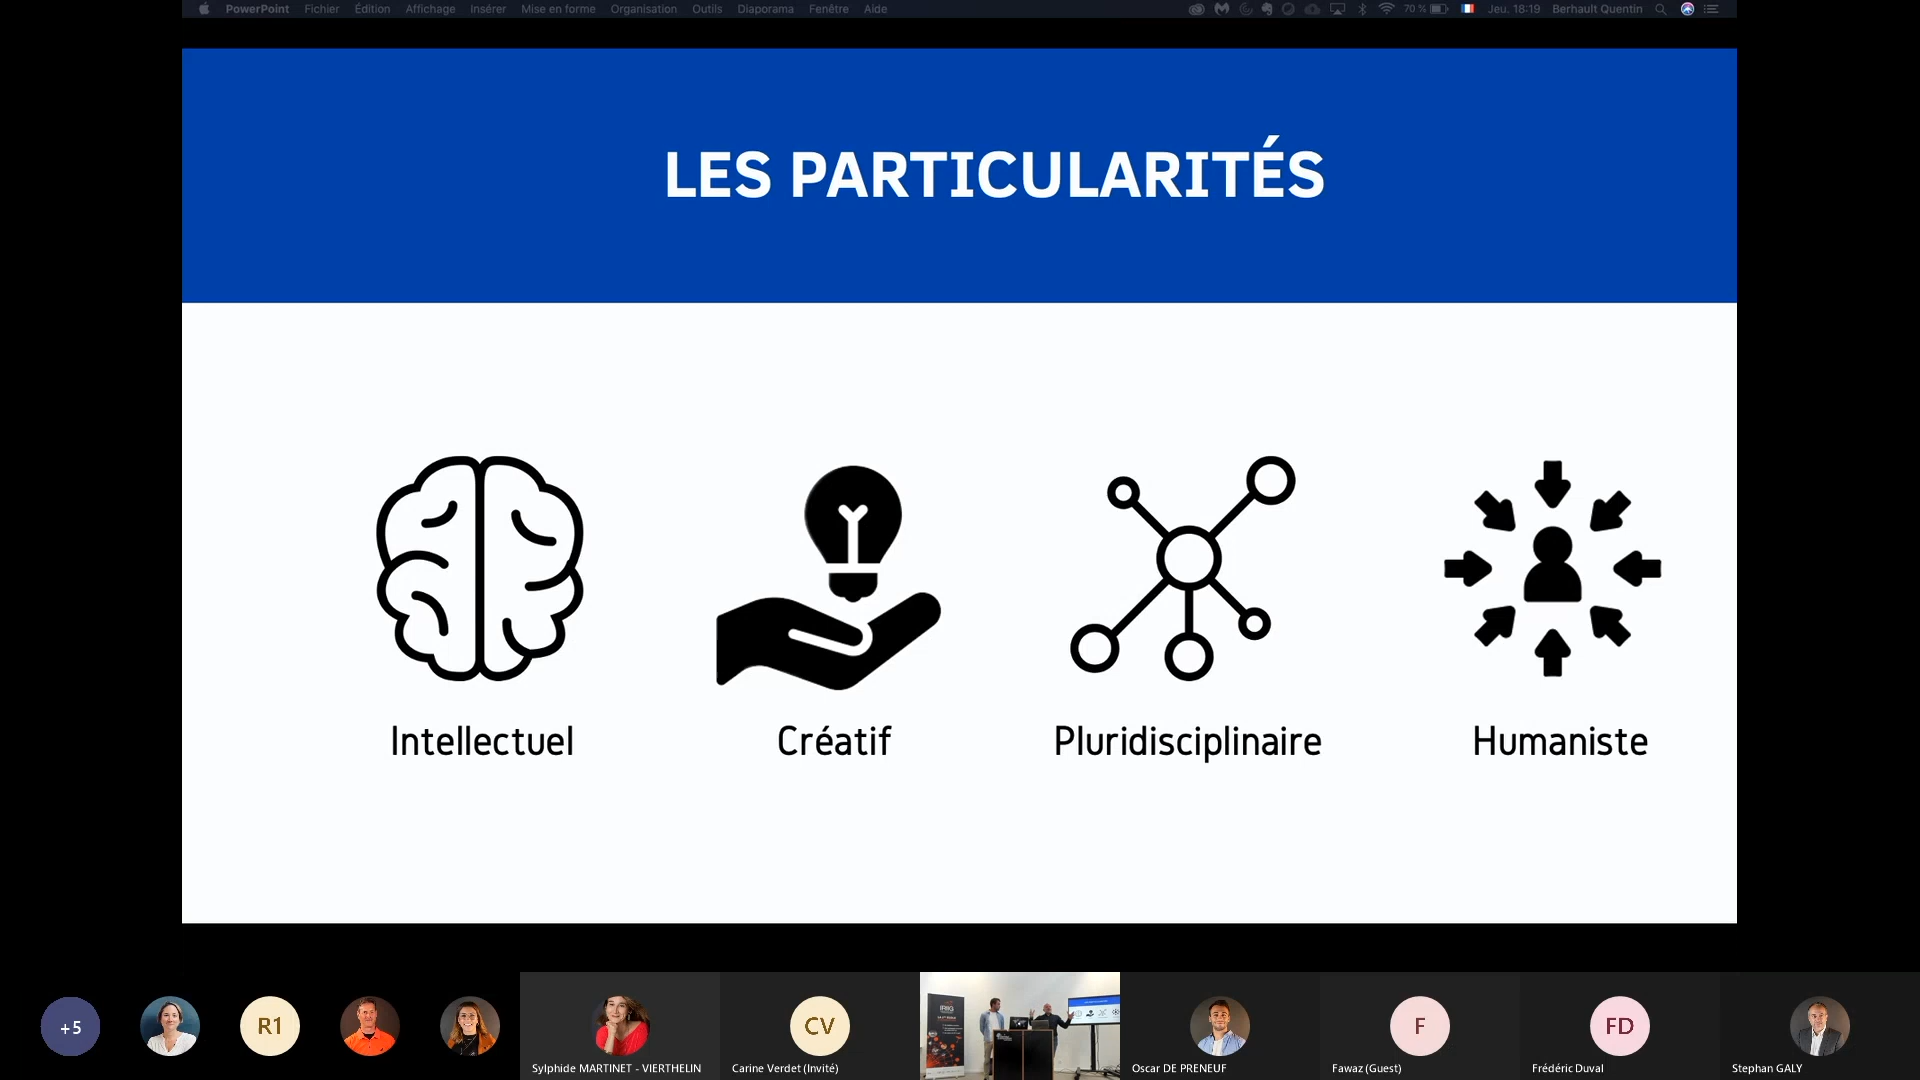 PowerPoint Fichier Édition Affichage Insérer Mise en forme Organisation Outils Diaporama Fenêtre Aide 70 % Jeu. 18:19 Berhault Quentin
LES PARTICULARITÉS
Intellectuel Créatif Pluridisciplinaire Humaniste
+5 R1 CV F FD
Sylphide MARTINET - VIERTHELIN Carine Verdet (Invité) Oscar DE PRENEUF Fawaz (Guest) Frédéric Duval Stephan GALY